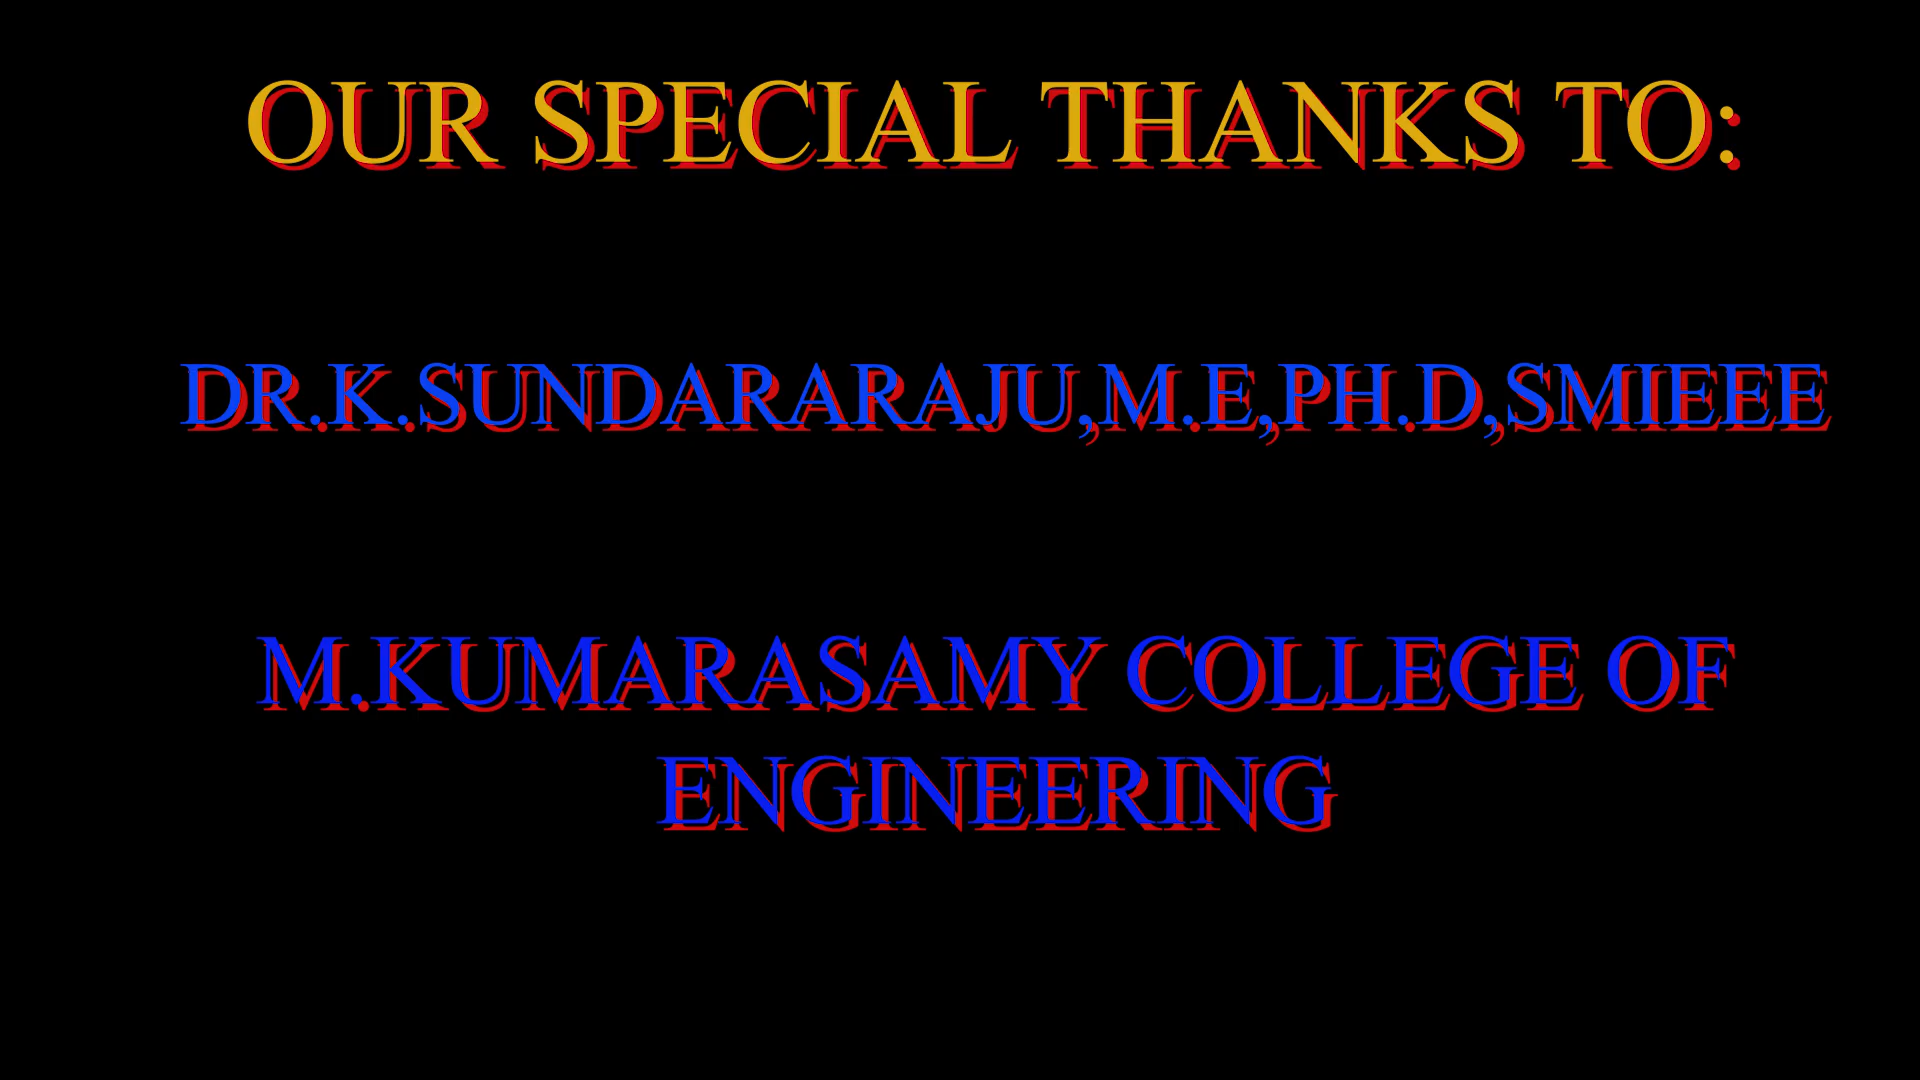 OUR SPECIAL THANKS TO:
DR.K.SUNDARARAJU,M.E,PH.D,SMIEEE
M.KUMARASAMY COLLEGE OF
ENGINEERING